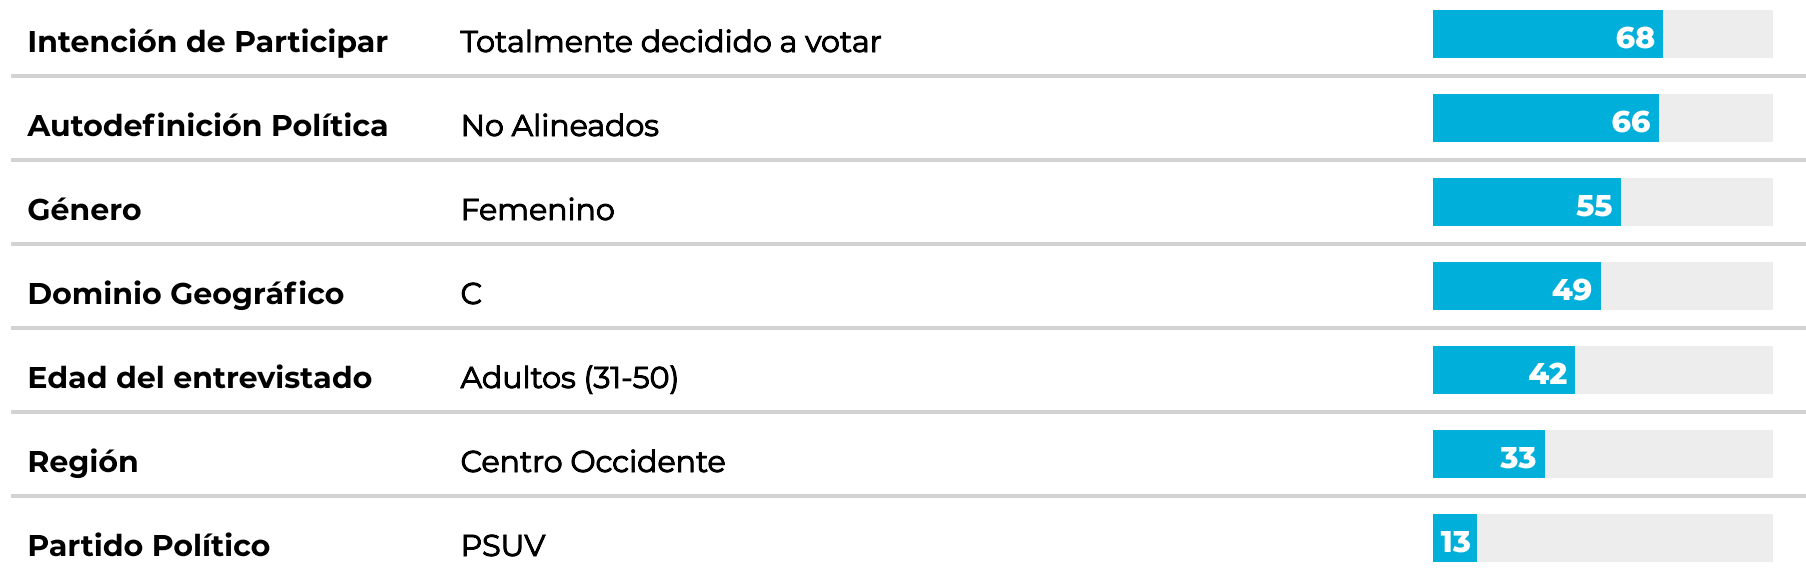 Intención de Participar Totalmente decidido a votar 68
Autodefinición Política No Alineados 66
Género Femenino 55
Dominio Geográfico C 49
Edad del entrevistado Adultos (31-50) 42
Región Centro Occidente 33
Partido Político PSUV 13